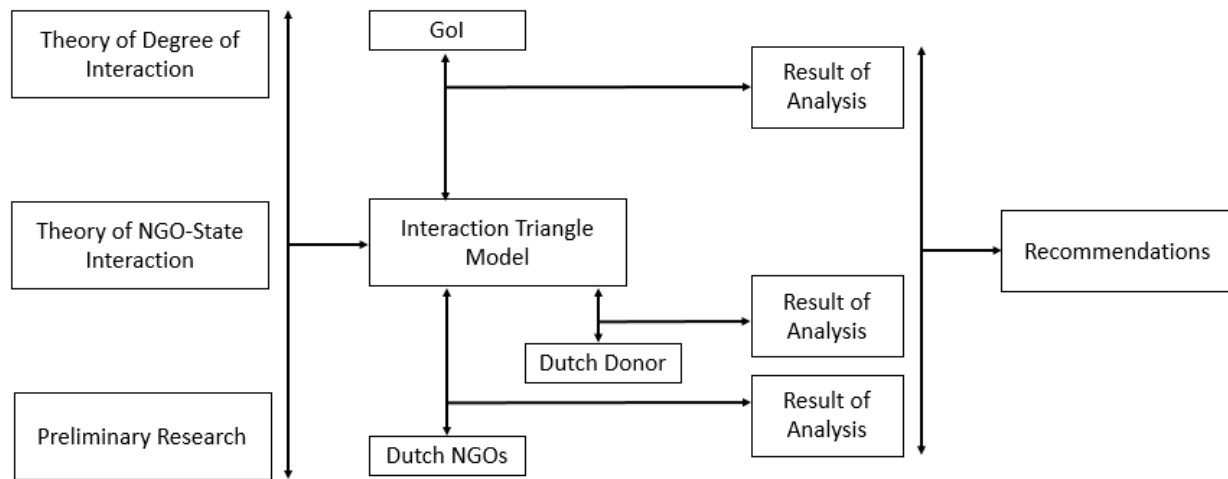 Theory of Degree of
Interaction
Theory of NGO-State
Interaction
Preliminary Research
GoI
Interaction Triangle
Model
Dutch Donor
Dutch NGOs
Result of
Analysis
Result of
Analysis
Result of
Analysis
Recommendations